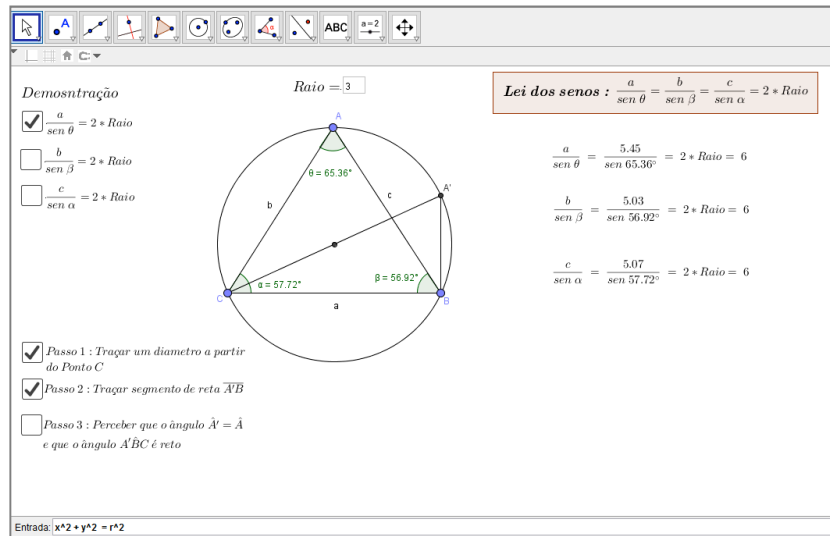 ABC
a=2
Demosntração
Raio = 3
Lei dos senos : a/sen θ = b/sen β = c/sen α = 2 * Raio
a/sen θ = 2 * Raio
b/sen β = 2 * Raio
c/sen α = 2 * Raio
a/sen θ = 5.45/sen 65.36° = 2 * Raio = 6
b/sen β = 5.03/sen 56.92° = 2 * Raio = 6
c/sen α = 5.07/sen 57.72° = 2 * Raio = 6
A
θ = 65.36°
A'
b
c
α = 57.72°
β = 56.92°
C
B
a
Passo 1 : Traçar um diametro a partir
do Ponto C
Passo 2 : Traçar segmento de reta A'B
Passo 3 : Perceber que o ângulo Â' = Â
e que o ângulo A'B̂C é reto
Entrada: x^2 + y^2 = r^2